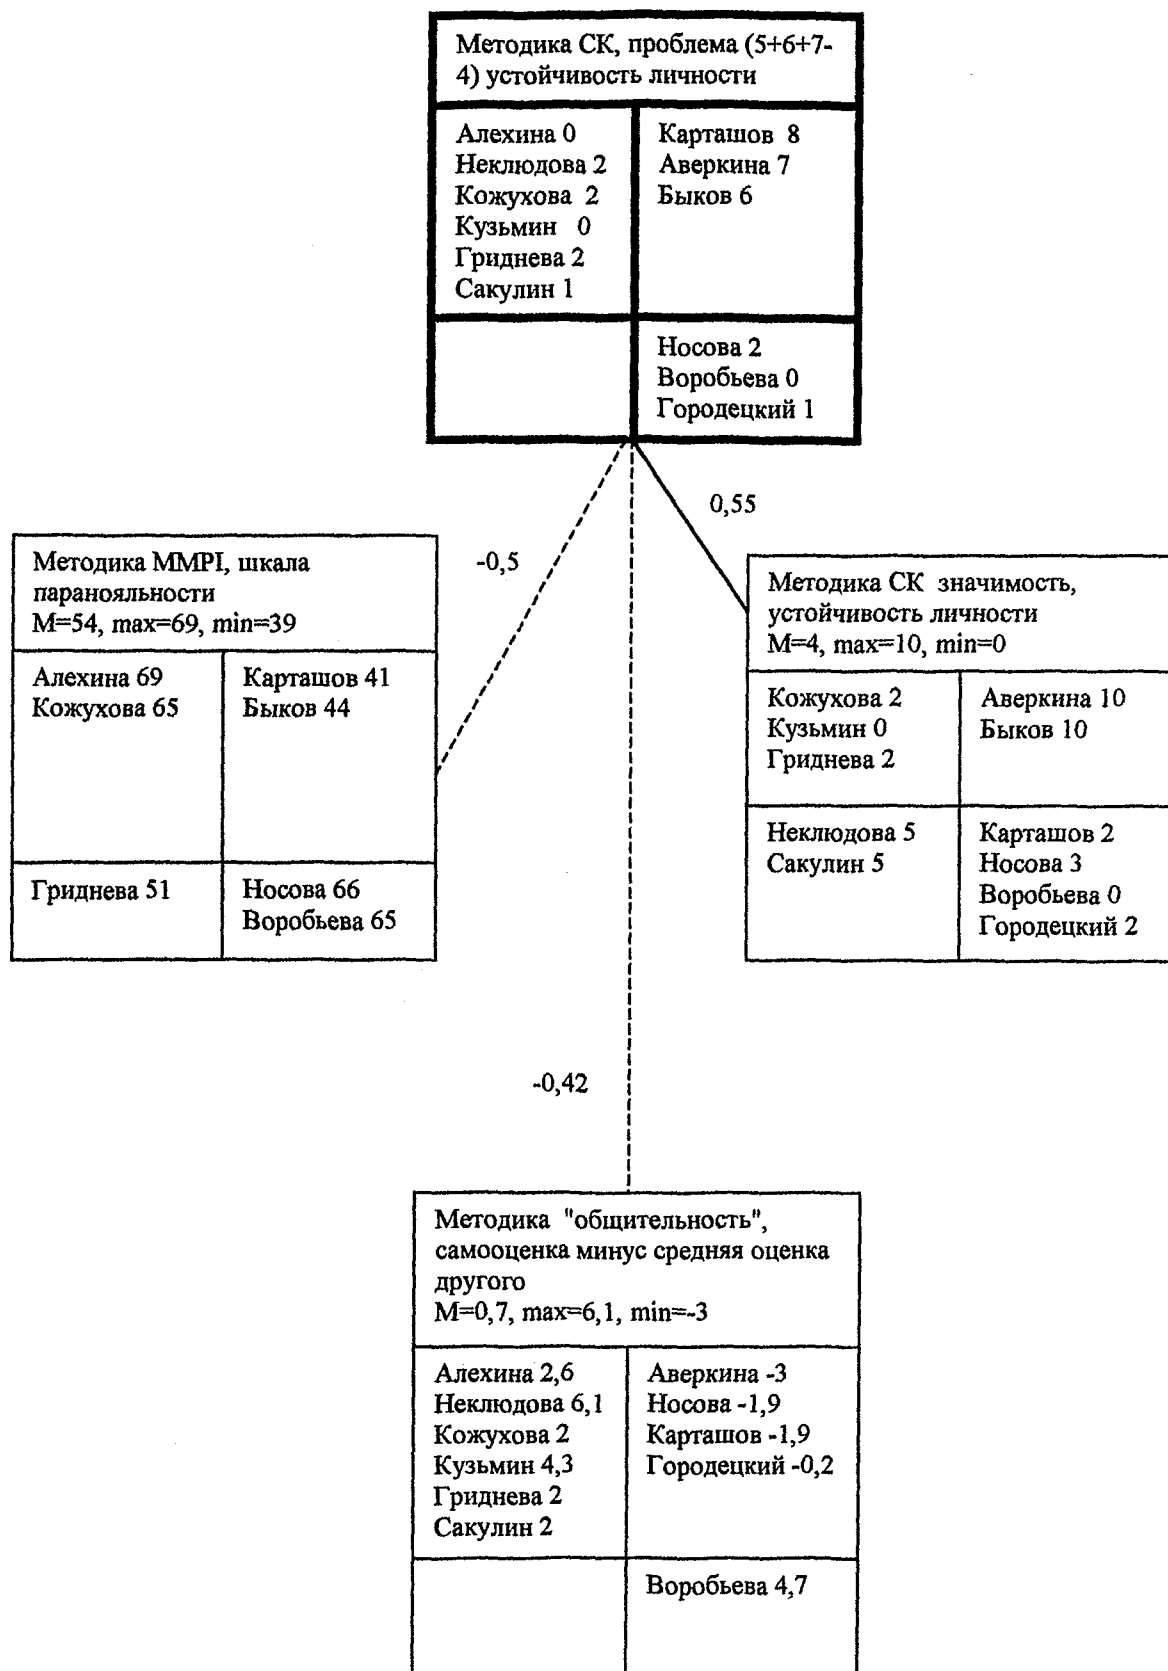 Методика СК, проблема (5+6+7-
4) устойчивость личности
Алехина 0
Неклюдова 2
Кожухова 2
Кузьмин 0
Гриднева 2
Сакулин 1
Карташов 8
Аверкина 7
Быков 6
Носова 2
Воробьева 0
Городецкий 1
-0,5
0,55
Методика MMPI, шкала
паранояльности
M=54, max=69, min=39
Алехина 69
Кожухова 65
Карташов 41
Быков 44
Гриднева 51
Носова 66
Воробьева 65
Методика СК значимость,
устойчивость личности
M=4, max=10, min=0
Кожухова 2
Кузьмин 0
Гриднева 2
Аверкина 10
Быков 10
Неклюдова 5
Сакулин 5
Карташов 2
Носова 3
Воробьева 0
Городецкий 2
-0,42
Методика "общительность",
самооценка минус средняя оценка
другого
M=0,7, max=6,1, min=-3
Алехина 2,6
Неклюдова 6,1
Кожухова 2
Кузьмин 4,3
Гриднева 2
Сакулин 2
Аверкина -3
Носова -1,9
Карташов -1,9
Городецкий -0,2
Воробьева 4,7